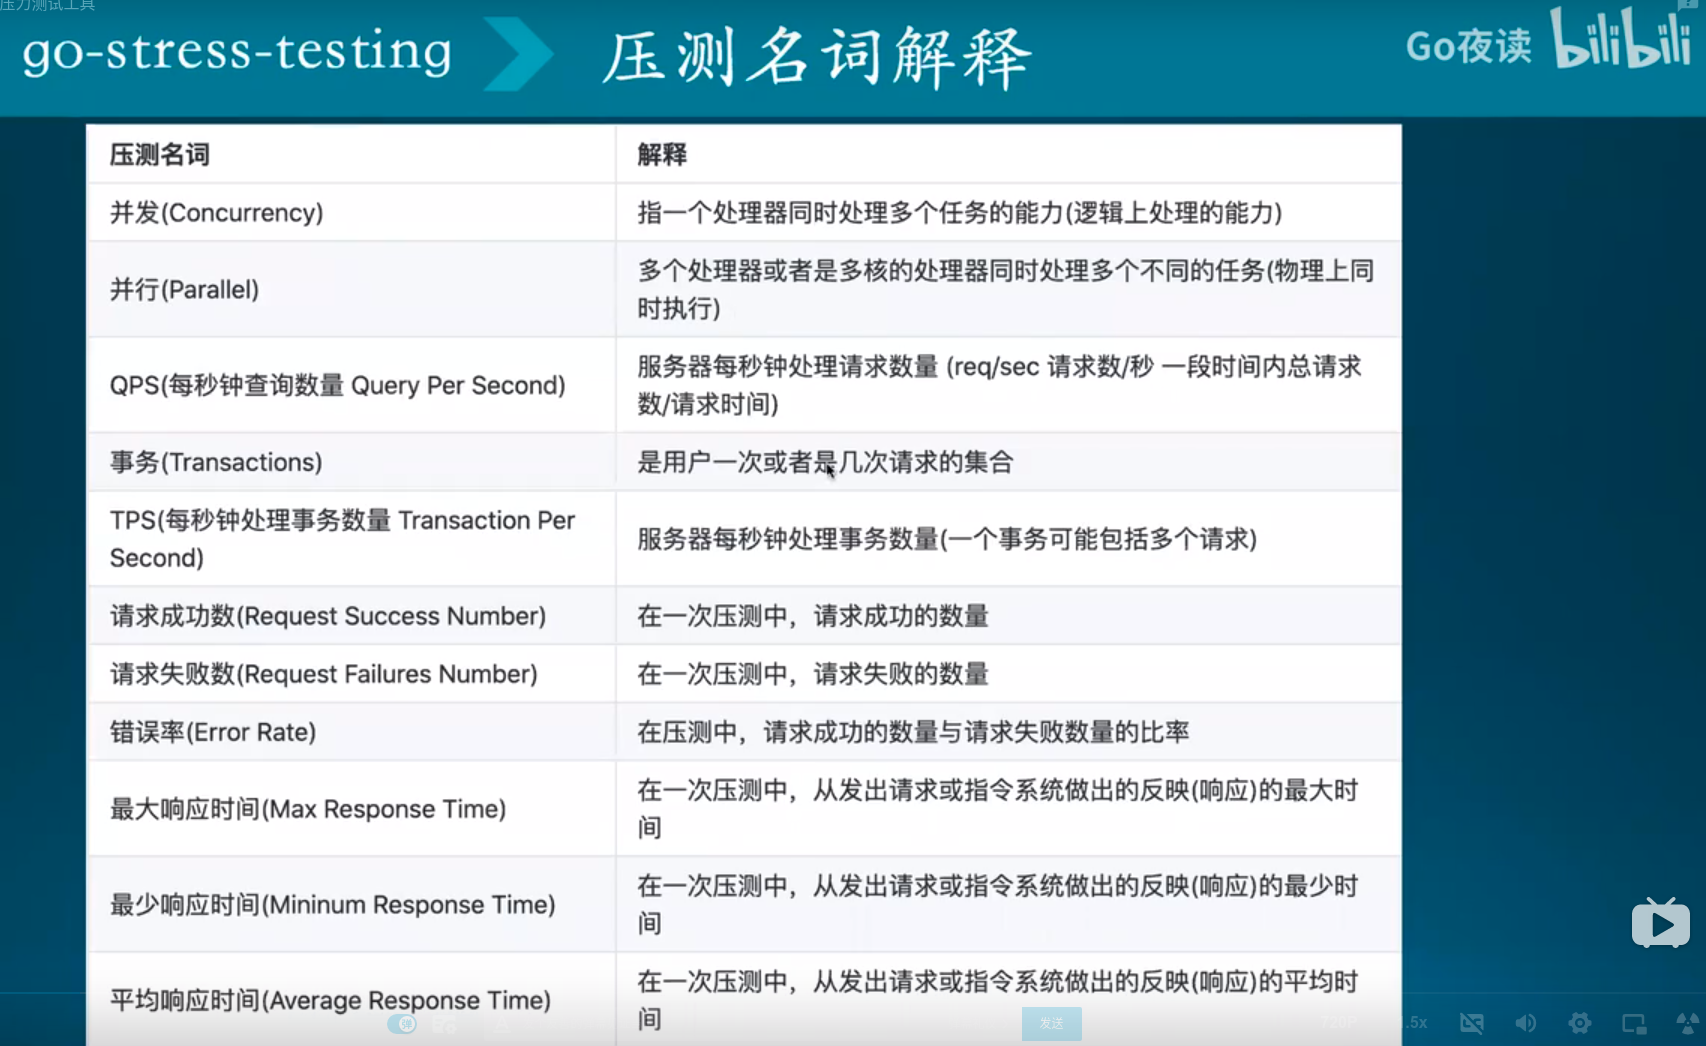 压力测试工具
go-stress-testing
压测名词解释
Go夜读
bilibili
压测名词
解释
并发(Concurrency)
指一个处理器同时处理多个任务的能力(逻辑上处理的能力)
并行(Parallel)
多个处理器或者是多核的处理器同时处理多个不同的任务(物理上同
时执行)
QPS(每秒钟查询数量 Query Per Second)
服务器每秒钟处理请求数量 (req/sec 请求数/秒 一段时间内总请求
数/请求时间)
事务(Transactions)
是用户一次或者是几次请求的集合
TPS(每秒钟处理事务数量 Transaction Per
Second)
服务器每秒钟处理事务数量(一个事务可能包括多个请求)
请求成功数(Request Success Number)
在一次压测中，请求成功的数量
请求失败数(Request Failures Number)
在一次压测中，请求失败的数量
错误率(Error Rate)
在压测中，请求成功的数量与请求失败数量的比率
最大响应时间(Max Response Time)
在一次压测中，从发出请求或指令系统做出的反映(响应)的最大时
间
最少响应时间(Mininum Response Time)
在一次压测中，从发出请求或指令系统做出的反映(响应)的最少时
间
平均响应时间(Average Response Time)
在一次压测中，从发出请求或指令系统做出的反映(响应)的平均时
间
弹
发送
720P
1.5x